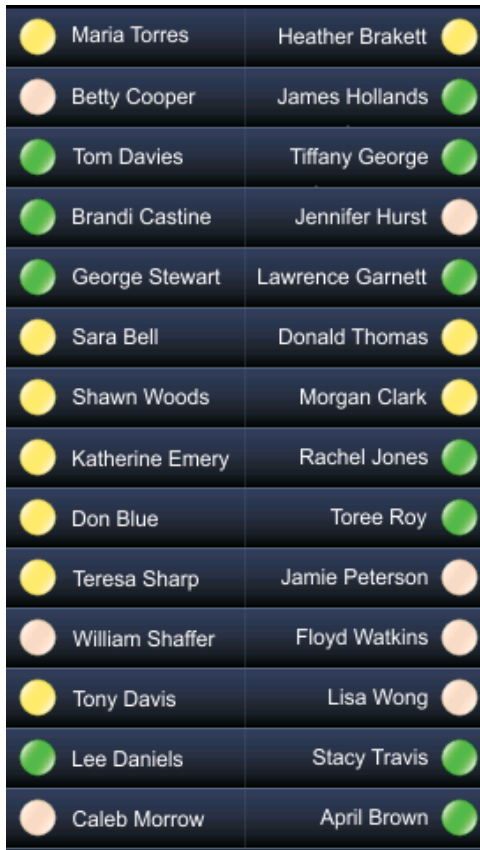 Maria Torres Heather Brakett
Betty Cooper James Hollands
Tom Davies Tiffany George
Brandi Castine Jennifer Hurst
George Stewart Lawrence Garnett
Sara Bell Donald Thomas
Shawn Woods Morgan Clark
Katherine Emery Rachel Jones
Don Blue Toree Roy
Teresa Sharp Jamie Peterson
William Shaffer Floyd Watkins
Tony Davis Lisa Wong
Lee Daniels Stacy Travis
Caleb Morrow April Brown